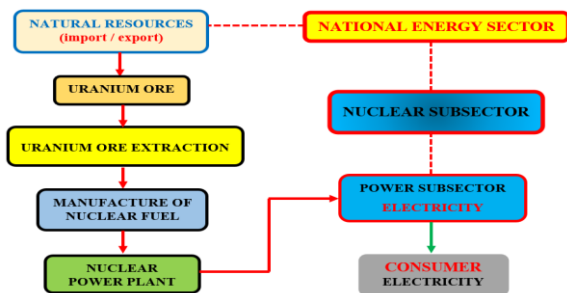 NATURAL RESOURCES
(import / export)
URANIUM ORE
URANIUM ORE EXTRACTION
MANUFACTURE OF
NUCLEAR FUEL
NUCLEAR
POWER PLANT
NATIONAL ENERGY SECTOR
NUCLEAR SUBSECTOR
POWER SUBSECTOR
ELECTRICITY
CONSUMER
ELECTRICITY